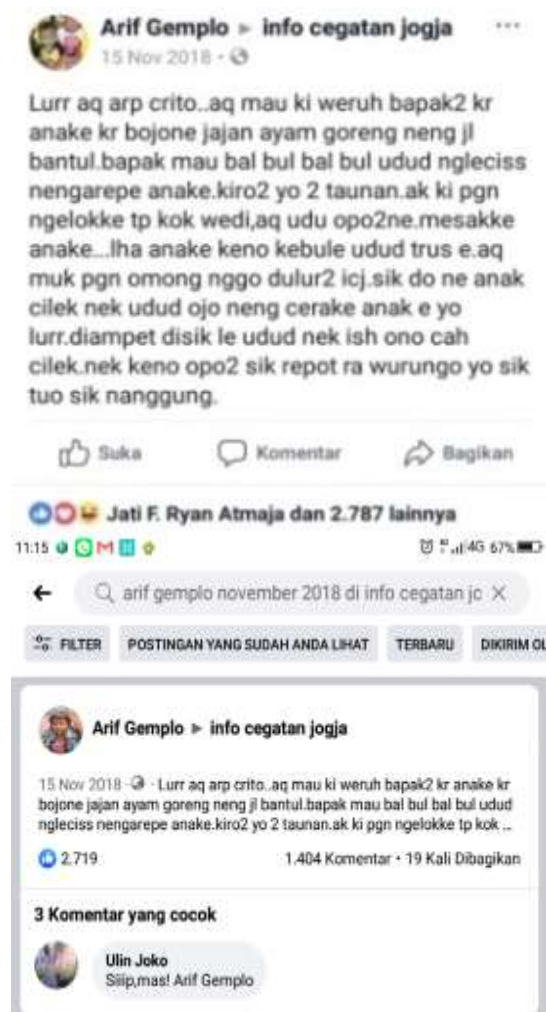 Arif Gemplo ▸ info cegatan jogja ...
15 Nov 2018 ·
Lurr aq arp crito..aq mau ki weruh bapak2 kr
anake kr bojone jajan ayam goreng neng jl
bantul.bapak mau bal bul bal bul udud ngleciss
nengarepe anake.kiro2 yo 2 taunan.ak ki pgn
ngelokke tp kok wedi,aq udu opo2ne.mesakke
anake...lha anake keno kebule udud trus e.aq
muk pgn omong nggo dulur2 icj.sik do ne anak
cilek nek udud ojo neng cerake anak e yo
lurr.diampet disik le udud nek ish ono cah
cilek.nek keno opo2 sik repot ra wurungo yo sik
tuo sik nanggung.
Suka Komentar Bagikan
Jati F. Ryan Atmaja dan 2.787 lainnya
11:15 4G 67%
arif gemplo november 2018 di info cegatan jc ×
FILTER POSTINGAN YANG SUDAH ANDA LIHAT TERBARU DIKIRIM OL
Arif Gemplo ▸ info cegatan jogja
15 Nov 2018 · · Lurr aq arp crito..aq mau ki weruh bapak2 kr anake kr
bojone jajan ayam goreng neng jl bantul.bapak mau bal bul bal bul udud
ngleciss nengarepe anake.kiro2 yo 2 taunan.ak ki pgn ngelokke tp kok ...
2.719 1.404 Komentar • 19 Kali Dibagikan
3 Komentar yang cocok
Ulin Joko
Siiip,mas! Arif Gemplo